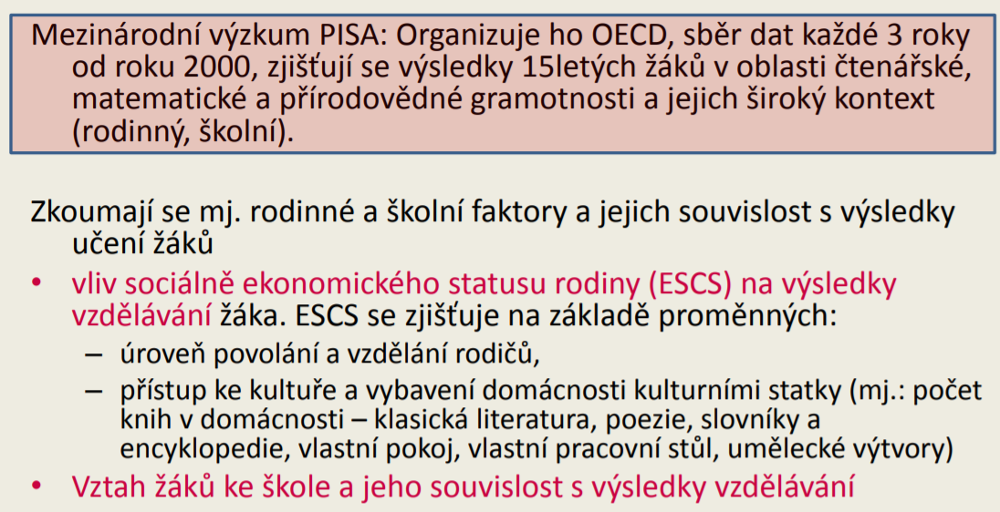 Mezinárodní výzkum PISA: Organizuje ho OECD, sběr dat každé 3 roky
od roku 2000, zjišťují se výsledky 15letých žáků v oblasti čtenářské,
matematické a přírodovědné gramotnosti a jejich široký kontext
(rodinný, školní).
Zkoumají se mj. rodinné a školní faktory a jejich souvislost s výsledky
učení žáků
• vliv sociálně ekonomického statusu rodiny (ESCS) na výsledky
vzdělávání žáka. ESCS se zjišťuje na základě proměnných:
– úroveň povolání a vzdělání rodičů,
– přístup ke kultuře a vybavení domácnosti kulturními statky (mj.: počet
knih v domácnosti – klasická literatura, poezie, slovníky a
encyklopedie, vlastní pokoj, vlastní pracovní stůl, umělecké výtvory)
• Vztah žáků ke škole a jeho souvislost s výsledky vzdělávání